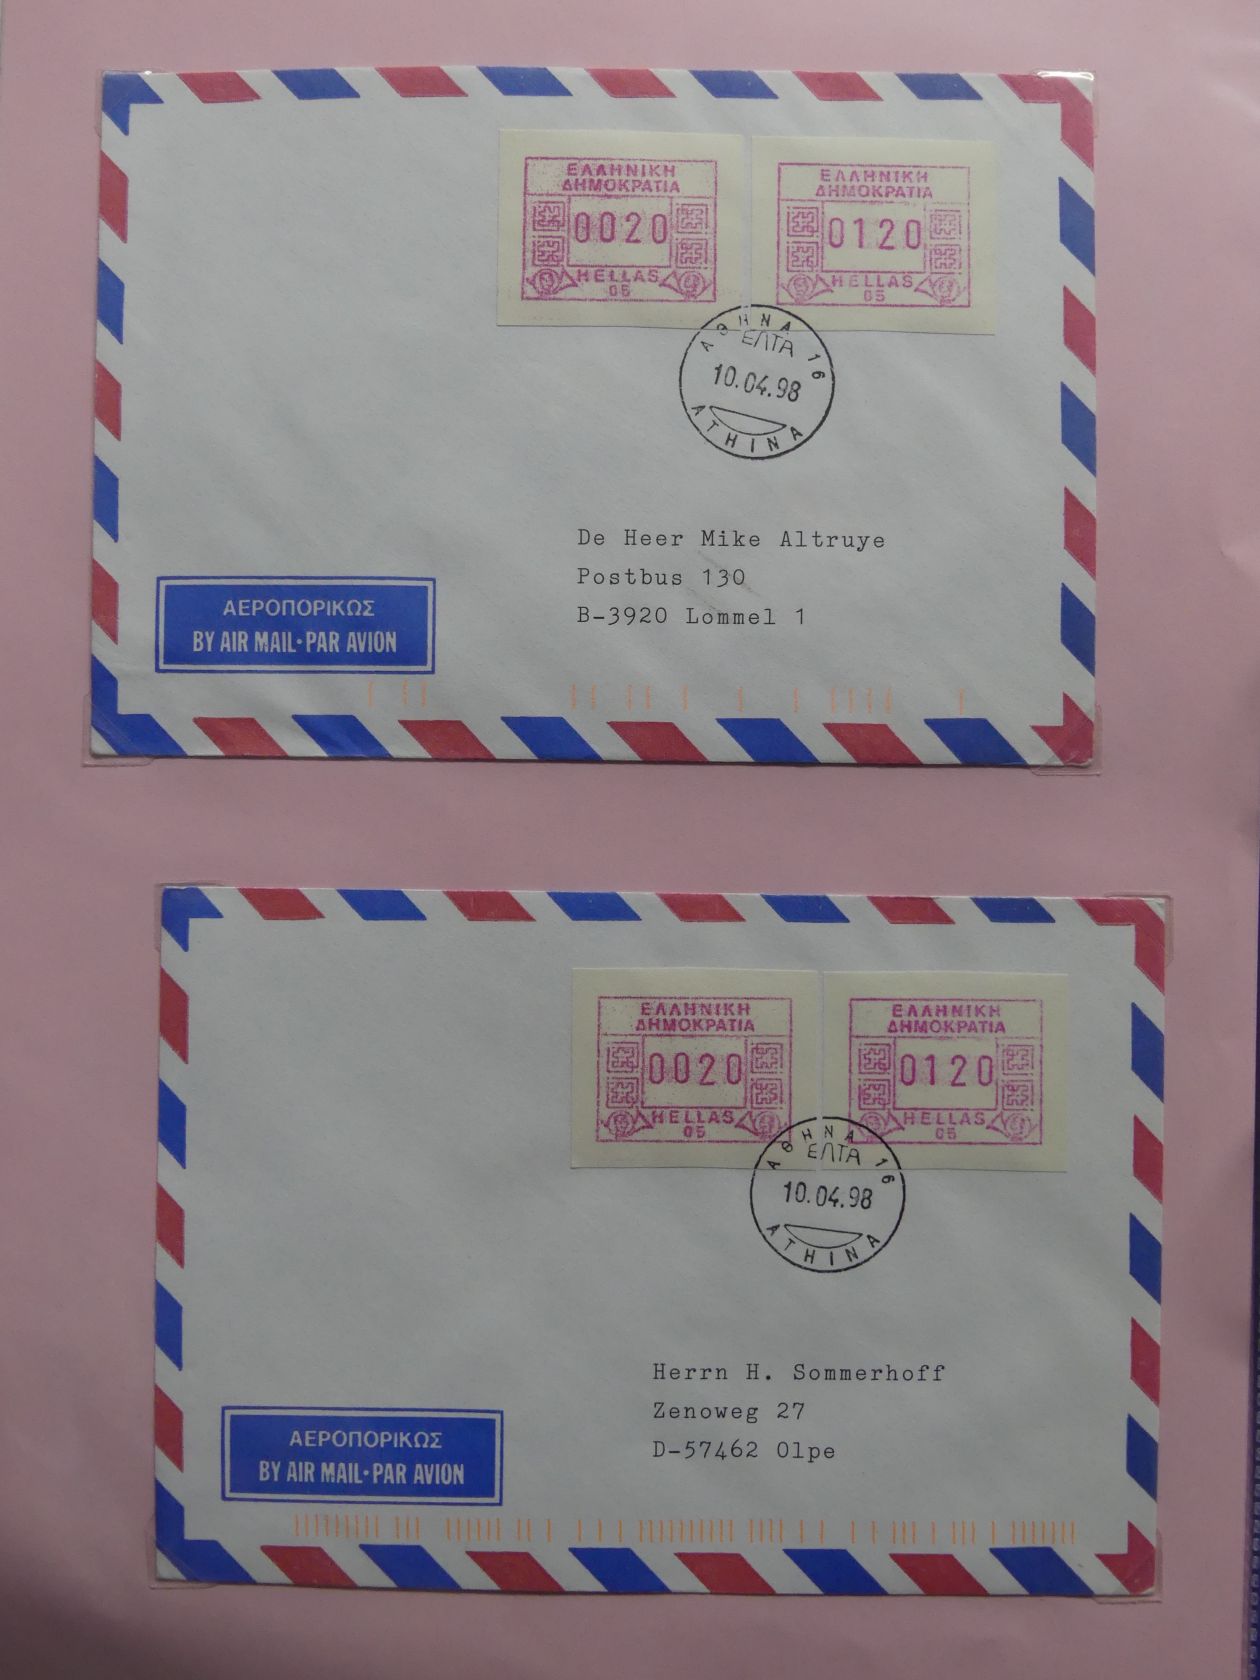 ΕΛΛΗΝΙΚΗ
ΔΗΜΟΚΡΑΤΙΑ
0020
HELLAS
05
ΕΛΛΗΝΙΚΗ
ΔΗΜΟΚΡΑΤΙΑ
0120
HELLAS
05
ΑΘΗΝΑ 16
ΕΛΤΑ
10.04.98
ATHINA
De Heer Mike Altruye
Postbus 130
B-3920 Lommel 1
ΑΕΡΟΠΟΡΙΚΩΣ
BY AIR MAIL•PAR AVION
ΕΛΛΗΝΙΚΗ
ΔΗΜΟΚΡΑΤΙΑ
0020
HELLAS
05
ΕΛΛΗΝΙΚΗ
ΔΗΜΟΚΡΑΤΙΑ
0120
HELLAS
05
ΑΘΗΝΑ 16
ΕΛΤΑ
10.04.98
ATHINA
Herrn H. Sommerhoff
Zenoweg 27
D-57462 Olpe
ΑΕΡΟΠΟΡΙΚΩΣ
BY AIR MAIL•PAR AVION